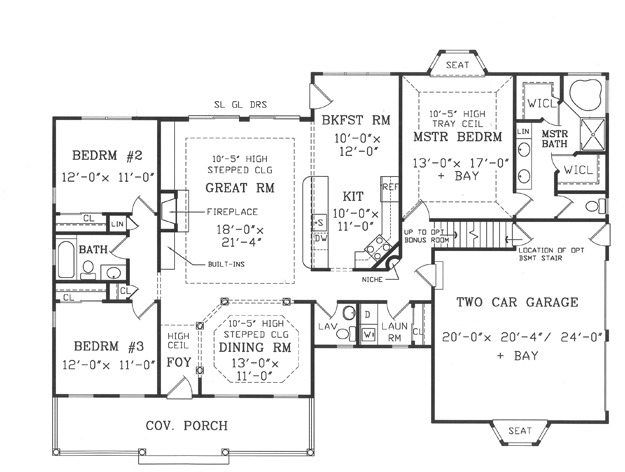 SEAT
SL GL DRS
BKFST RM
10'-0"x
12'-0"
10'-5" HIGH
TRAY CEIL
MSTR BEDRM
13'-0"x 17'-0"
+ BAY
WICL
LIN
MSTR
BATH
WICL
BEDRM #2
12'-0"x 11'-0"
10'-5" HIGH
STEPPED CLG
GREAT RM
FIREPLACE
18'-0"x
21'-4"
BUILT-INS
KIT
10'-0"x
11'-0"
REF
S
DW
CL
LIN
BATH
CL
CL
UP TO OPT
BONUS ROOM
LOCATION OF OPT
BSMT STAIR
NICHE
TWO CAR GARAGE
20'-0"x 20'-4"/ 24'-0"
+ BAY
BEDRM #3
12'-0"x 11'-0"
HIGH
CEIL
FOY
10'-5" HIGH
STEPPED CLG
DINING RM
13'-0"x
11'-0"
LAV
D
W
LAUN
RM
CL
COV. PORCH
SEAT